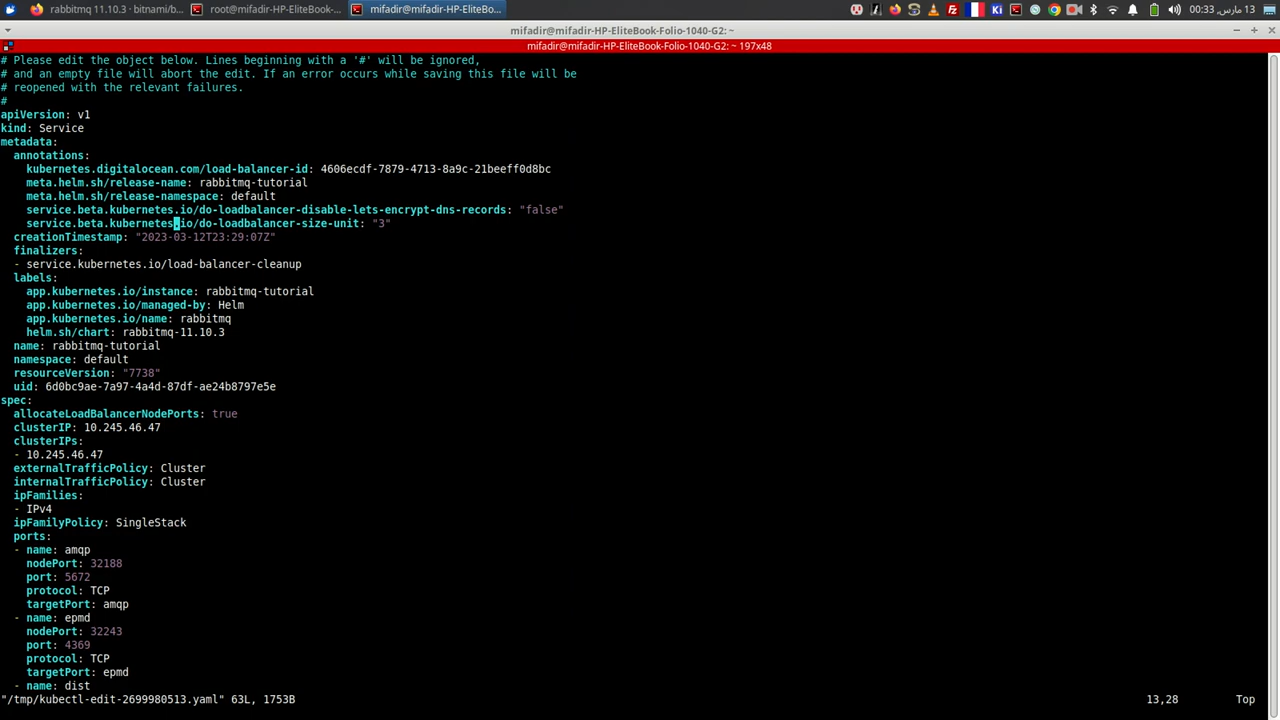 rabbitmq 11.10.3 · bitnami/b...
root@mifadir-HP-EliteBook-...
mifadir@mifadir-HP-EliteBo...
Ki
13 مارس, 00:33
mifadir@mifadir-HP-EliteBook-Folio-1040-G2: ~
mifadir@mifadir-HP-EliteBook-Folio-1040-G2: ~ 197x48
# Please edit the object below. Lines beginning with a '#' will be ignored,
# and an empty file will abort the edit. If an error occurs while saving this file will be
# reopened with the relevant failures.
#
apiVersion: v1
kind: Service
metadata:
  annotations:
    kubernetes.digitalocean.com/load-balancer-id: 4606ecdf-7879-4713-8a9c-21beeff0d8bc
    meta.helm.sh/release-name: rabbitmq-tutorial
    meta.helm.sh/release-namespace: default
    service.beta.kubernetes.io/do-loadbalancer-disable-lets-encrypt-dns-records: "false"
    service.beta.kubernetes.io/do-loadbalancer-size-unit: "3"
  creationTimestamp: "2023-03-12T23:29:07Z"
  finalizers:
  - service.kubernetes.io/load-balancer-cleanup
  labels:
    app.kubernetes.io/instance: rabbitmq-tutorial
    app.kubernetes.io/managed-by: Helm
    app.kubernetes.io/name: rabbitmq
    helm.sh/chart: rabbitmq-11.10.3
  name: rabbitmq-tutorial
  namespace: default
  resourceVersion: "7738"
  uid: 6d0bc9ae-7a97-4a4d-87df-ae24b8797e5e
spec:
  allocateLoadBalancerNodePorts: true
  clusterIP: 10.245.46.47
  clusterIPs:
  - 10.245.46.47
  externalTrafficPolicy: Cluster
  internalTrafficPolicy: Cluster
  ipFamilies:
  - IPv4
  ipFamilyPolicy: SingleStack
  ports:
  - name: amqp
    nodePort: 32188
    port: 5672
    protocol: TCP
    targetPort: amqp
  - name: epmd
    nodePort: 32243
    port: 4369
    protocol: TCP
    targetPort: epmd
  - name: dist
"/tmp/kubectl-edit-2699980513.yaml" 63L, 1753B 13,28 Top